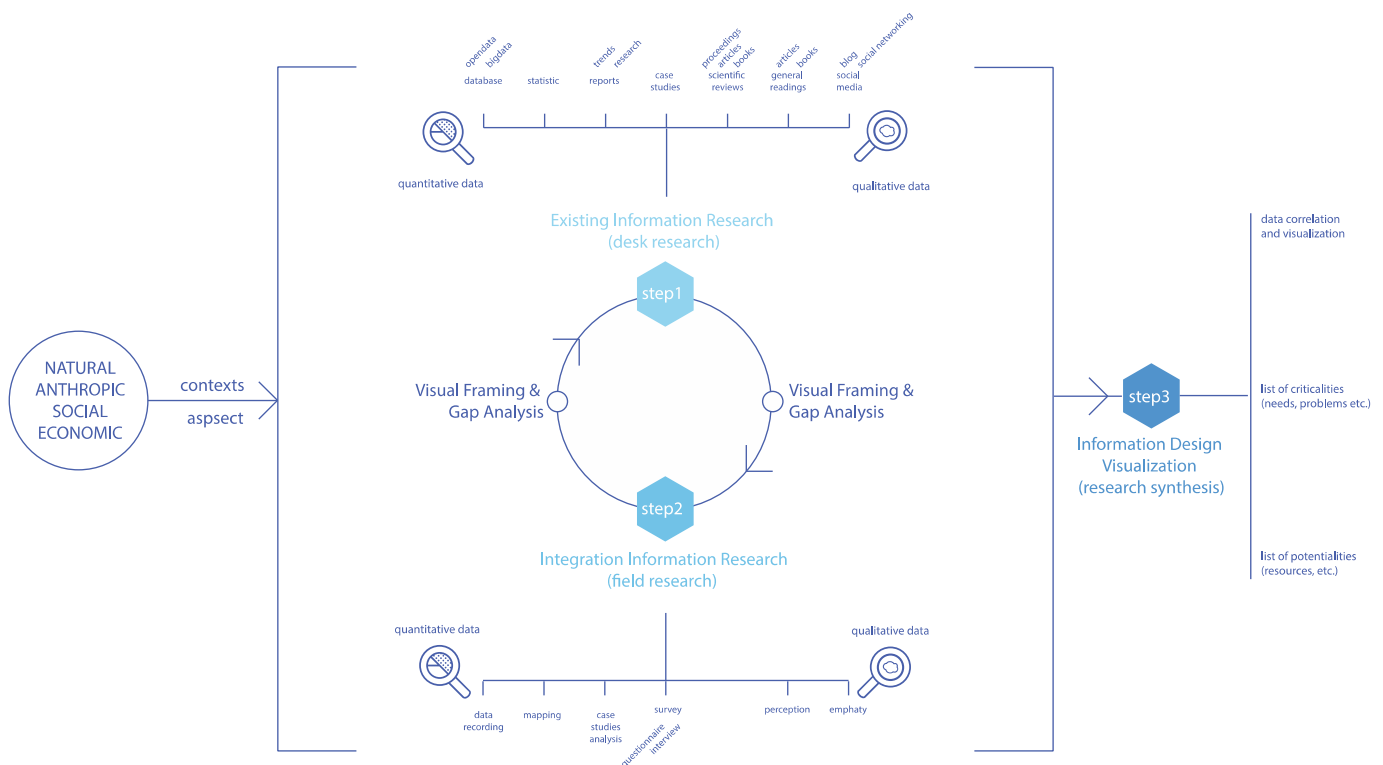 NATURAL
ANTHROPIC
SOCIAL
ECONOMIC
contexts
aspsect
opendata
bigdata
database
statistic
trends
research
reports
case
studies
proceedings
articles
books
scientific
reviews
articles
books
general
readings
blog
social networking
social
media
quantitative data
qualitative data
Existing Information Research
(desk research)
step1
Visual Framing &
Gap Analysis
Visual Framing &
Gap Analysis
step2
Integration Information Research
(field research)
quantitative data
qualitative data
data
recording
mapping
case
studies
analysis
survey
questionnaire
interview
perception
emphaty
step3
Information Design
Visualization
(research synthesis)
data correlation
and visualization
list of criticalities
(needs, problems etc.)
list of potentialities
(resources, etc.)